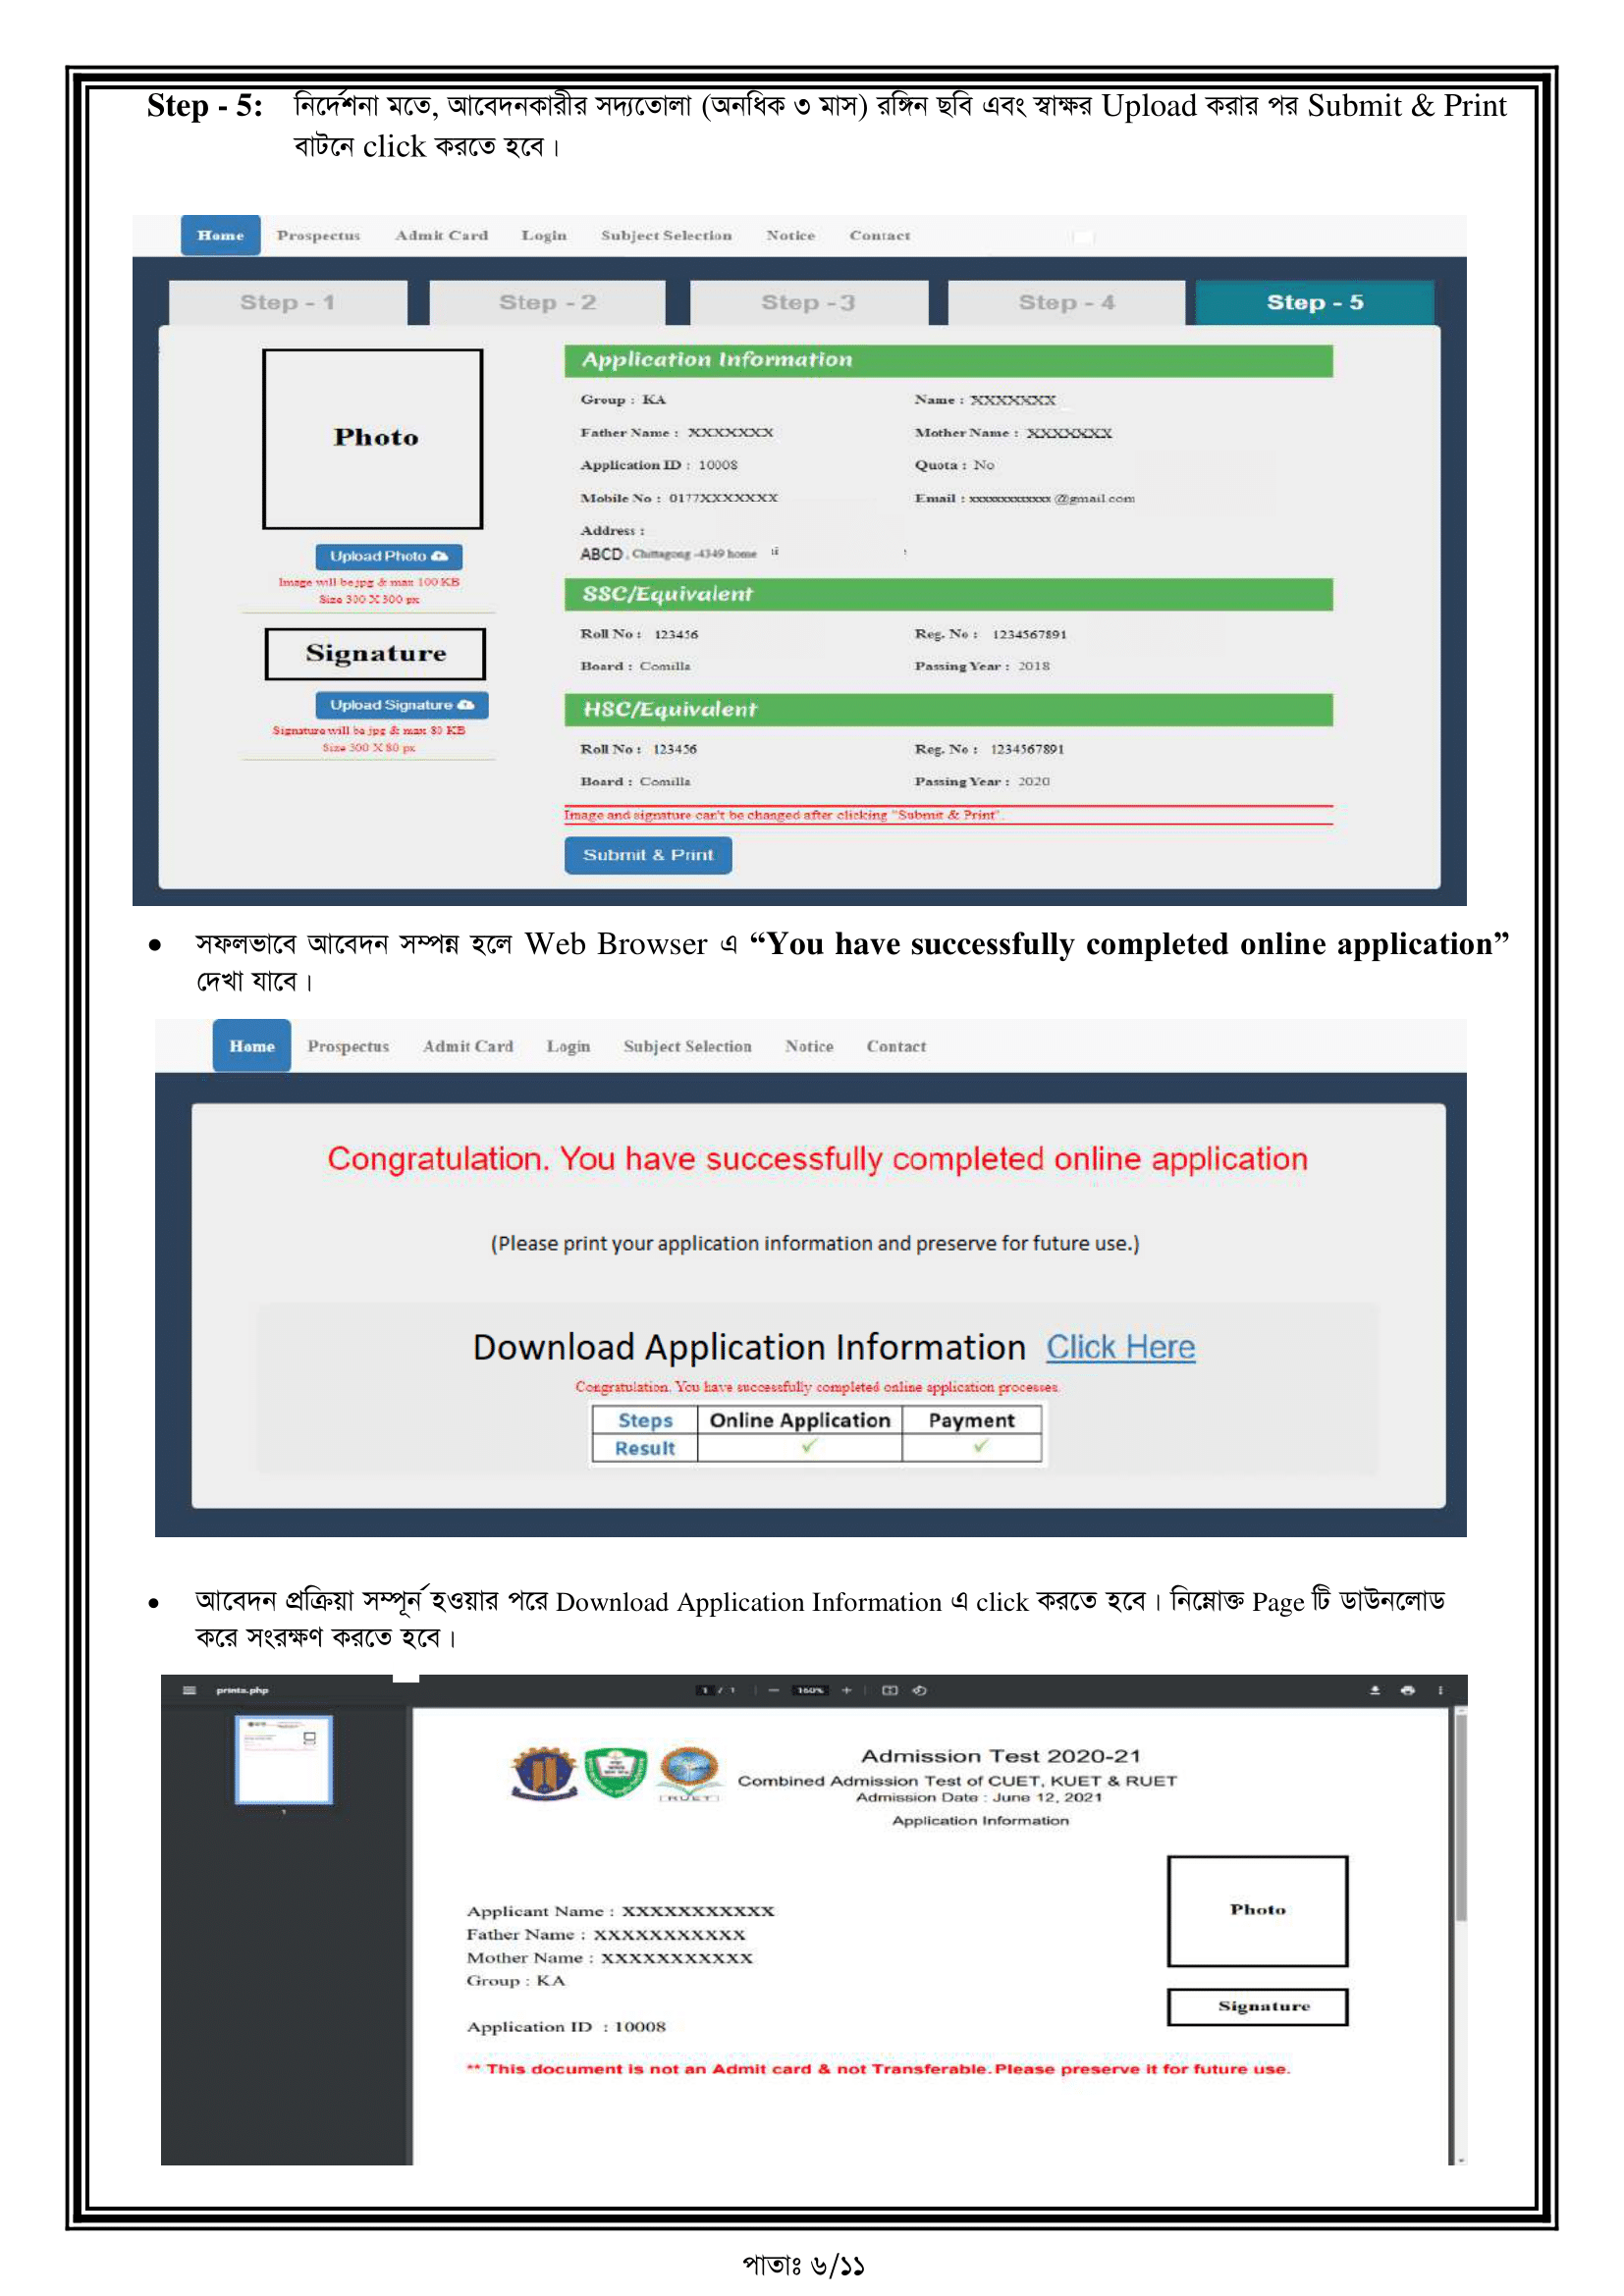 Step - 5: নির্দেশনা মতে, আবেদনকারীর সদ্যতোলা (অনধিক ৩ মাস) রঙ্গিন ছবি এবং স্বাক্ষর Upload করার পর Submit & Print
বাটনে click করতে হবে।
Home Prospectus Admit Card Login Subject Selection Notice Contact
Step - 1 Step - 2 Step - 3 Step - 4 Step - 5
Photo
Upload Photo
Image will be jpg & max 100 KB
Size 300 X 300 px
Signature
Upload Signature
Signature will be jpg & max 80 KB
Size 300 X 80 px
Application Information
Group : KA Name : XXXXXXX
Father Name : XXXXXXX Mother Name : XXXXXXX
Application ID : 10008 Quota : No
Mobile No : 0177XXXXXXX Email : xxxxxxxxxxxxx @gmail.com
Address :
ABCD , Chittagong -4349 home
SSC/Equivalent
Roll No : 123456 Reg. No : 1234567891
Board : Comilla Passing Year : 2018
HSC/Equivalent
Roll No : 123456 Reg. No : 1234567891
Board : Comilla Passing Year : 2020
Image and signature can't be changed after clicking "Submit & Print".
Submit & Print
• সফলভাবে আবেদন সম্পন্ন হলে Web Browser এ “You have successfully completed online application”
দেখা যাবে।
Home Prospectus Admit Card Login Subject Selection Notice Contact
Congratulation. You have successfully completed online application
(Please print your application information and preserve for future use.)
Download Application Information Click Here
Congratulation. You have successfully completed online application processes.
Steps Online Application Payment
Result ✓ ✓
• আবেদন প্রক্রিয়া সম্পূর্ন হওয়ার পরে Download Application Information এ click করতে হবে। নিম্নোক্ত Page টি ডাউনলোড
করে সংরক্ষণ করতে হবে।
printa.php 1 / 1 — 160% +
1
RUET
Admission Test 2020-21
Combined Admission Test of CUET, KUET & RUET
Admission Date : June 12, 2021
Application Information
Photo
Signature
Applicant Name : XXXXXXXXXXX
Father Name : XXXXXXXXXXX
Mother Name : XXXXXXXXXXX
Group : KA
Application ID : 10008
** This document is not an Admit card & not Transferable. Please preserve it for future use.
পাতাঃ ৬/১১